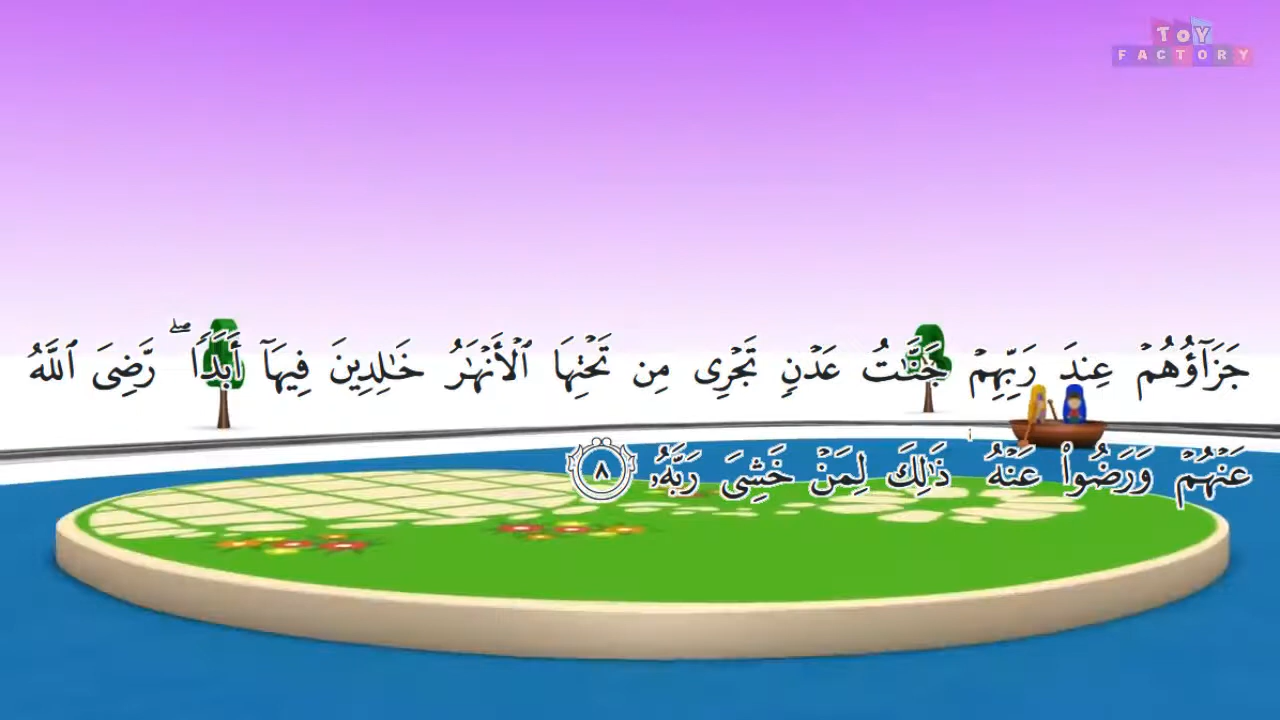 TOY
FACTORY
جَزَآؤُهُمۡ عِندَ رَبِّهِمۡ جَنَّـٰتُ عَدۡنٍ تَجۡرِى مِن تَحۡتِهَا ٱلۡأَنۡهَـٰرُ خَـٰلِدِينَ فِيهَآ أَبَدًا ۖ رَّضِىَ ٱللَّهُ
عَنۡهُمۡ وَرَضُوا۟ عَنۡهُ ۚ ذَٰلِكَ لِمَنۡ خَشِىَ رَبَّهُۥ ٨